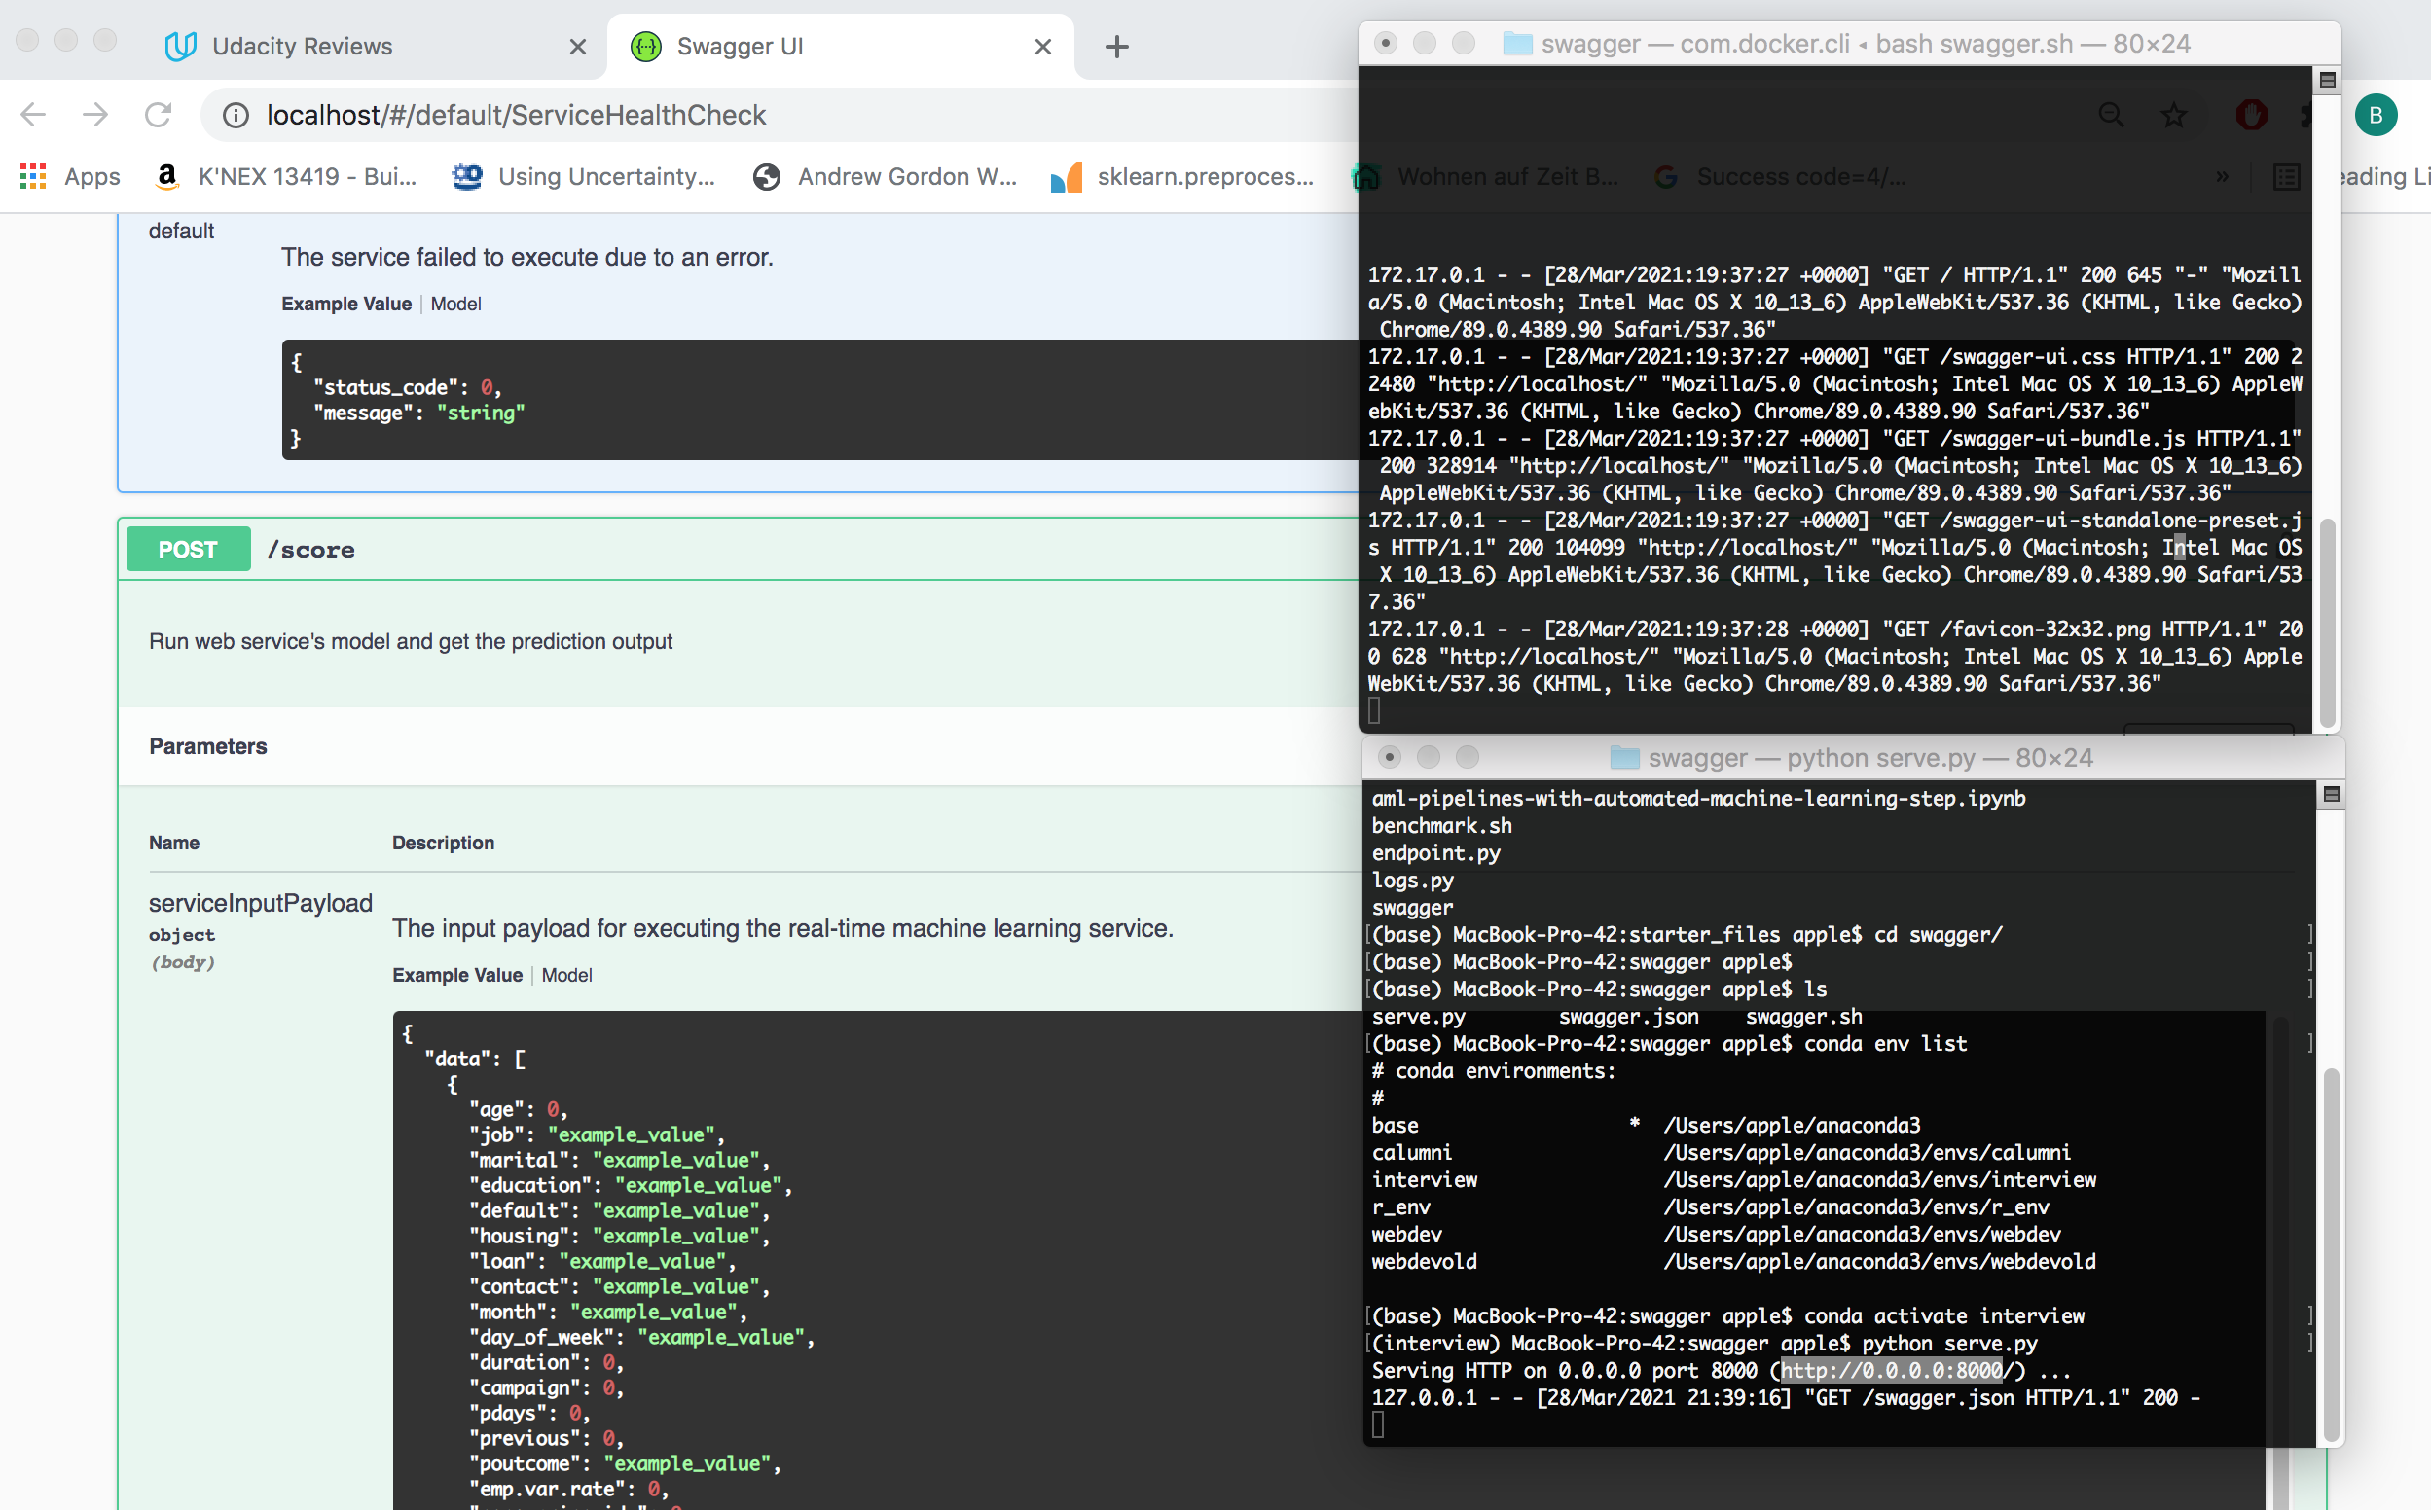 Udacity Reviews
Swagger UI
localhost/#/default/ServiceHealthCheck
B
Apps
K'NEX 13419 - Bui...
Using Uncertainty...
Andrew Gordon W...
sklearn.preproces...
Wohnen auf Zeit B...
Success code=4/...
»
eading Li
default
The service failed to execute due to an error.
Example Value | Model
{
"status_code": 0,
"message": "string"
}
POST /score
Run web service's model and get the prediction output
Parameters
Name Description
serviceInputPayload
object
(body)
The input payload for executing the real-time machine learning service.
Example Value | Model
{
"data": [
{
"age": 0,
"job": "example_value",
"marital": "example_value",
"education": "example_value",
"default": "example_value",
"housing": "example_value",
"loan": "example_value",
"contact": "example_value",
"month": "example_value",
"day_of_week": "example_value",
"duration": 0,
"campaign": 0,
"pdays": 0,
"previous": 0,
"poutcome": "example_value",
"emp.var.rate": 0,
swagger — com.docker.cli ◂ bash swagger.sh — 80×24
172.17.0.1 - - [28/Mar/2021:19:37:27 +0000] "GET / HTTP/1.1" 200 645 "-" "Mozill
a/5.0 (Macintosh; Intel Mac OS X 10_13_6) AppleWebKit/537.36 (KHTML, like Gecko)
Chrome/89.0.4389.90 Safari/537.36"
172.17.0.1 - - [28/Mar/2021:19:37:27 +0000] "GET /swagger-ui.css HTTP/1.1" 200 2
2480 "http://localhost/" "Mozilla/5.0 (Macintosh; Intel Mac OS X 10_13_6) AppleW
ebKit/537.36 (KHTML, like Gecko) Chrome/89.0.4389.90 Safari/537.36"
172.17.0.1 - - [28/Mar/2021:19:37:27 +0000] "GET /swagger-ui-bundle.js HTTP/1.1"
200 328914 "http://localhost/" "Mozilla/5.0 (Macintosh; Intel Mac OS X 10_13_6)
AppleWebKit/537.36 (KHTML, like Gecko) Chrome/89.0.4389.90 Safari/537.36"
172.17.0.1 - - [28/Mar/2021:19:37:27 +0000] "GET /swagger-ui-standalone-preset.j
s HTTP/1.1" 200 104099 "http://localhost/" "Mozilla/5.0 (Macintosh; Intel Mac OS
X 10_13_6) AppleWebKit/537.36 (KHTML, like Gecko) Chrome/89.0.4389.90 Safari/53
7.36"
172.17.0.1 - - [28/Mar/2021:19:37:28 +0000] "GET /favicon-32x32.png HTTP/1.1" 20
0 628 "http://localhost/" "Mozilla/5.0 (Macintosh; Intel Mac OS X 10_13_6) Apple
WebKit/537.36 (KHTML, like Gecko) Chrome/89.0.4389.90 Safari/537.36"
swagger — python serve.py — 80×24
aml-pipelines-with-automated-machine-learning-step.ipynb
benchmark.sh
endpoint.py
logs.py
swagger
[(base) MacBook-Pro-42:starter_files apple$ cd swagger/ ]
[(base) MacBook-Pro-42:swagger apple$ ]
[(base) MacBook-Pro-42:swagger apple$ ls ]
serve.py swagger.json swagger.sh
[(base) MacBook-Pro-42:swagger apple$ conda env list ]
# conda environments:
#
base * /Users/apple/anaconda3
calumni /Users/apple/anaconda3/envs/calumni
interview /Users/apple/anaconda3/envs/interview
r_env /Users/apple/anaconda3/envs/r_env
webdev /Users/apple/anaconda3/envs/webdev
webdevold /Users/apple/anaconda3/envs/webdevold
[(base) MacBook-Pro-42:swagger apple$ conda activate interview ]
[(interview) MacBook-Pro-42:swagger apple$ python serve.py ]
Serving HTTP on 0.0.0.0 port 8000 (http://0.0.0.0:8000/) ...
127.0.0.1 - - [28/Mar/2021 21:39:16] "GET /swagger.json HTTP/1.1" 200 -